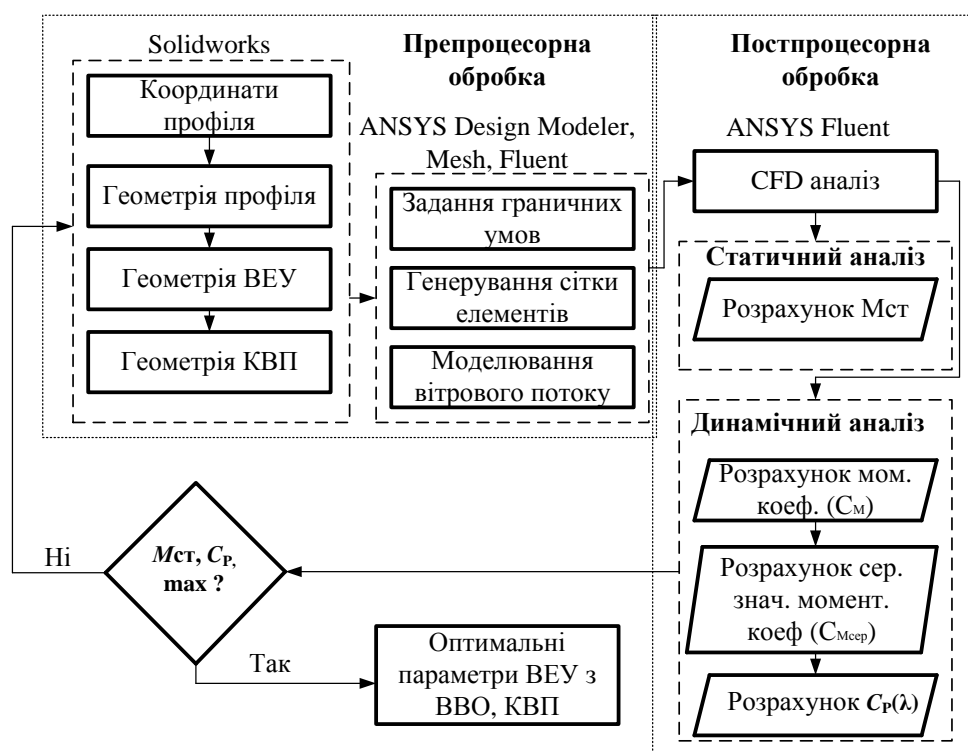 Solidworks
Координати
профіля
Геометрія профіля
Геометрія ВЕУ
Геометрія КВП
Препроцесорна
обробка
ANSYS Design Modeler,
Mesh, Fluent
Задання граничних
умов
Генерування сітки
елементів
Моделювання
вітрового потоку
Постпроцесорна
обробка
ANSYS Fluent
CFD аналіз
Статичний аналіз
Розрахунок Мст
Динамічний аналіз
Розрахунок мом.
коеф. (CМ)
Розрахунок сер.
знач. момент.
коеф (CМсер)
Розрахунок CP(λ)
Mст, CP,
max ?
Ні
Так
Оптимальні
параметри ВЕУ з
ВВО, КВП